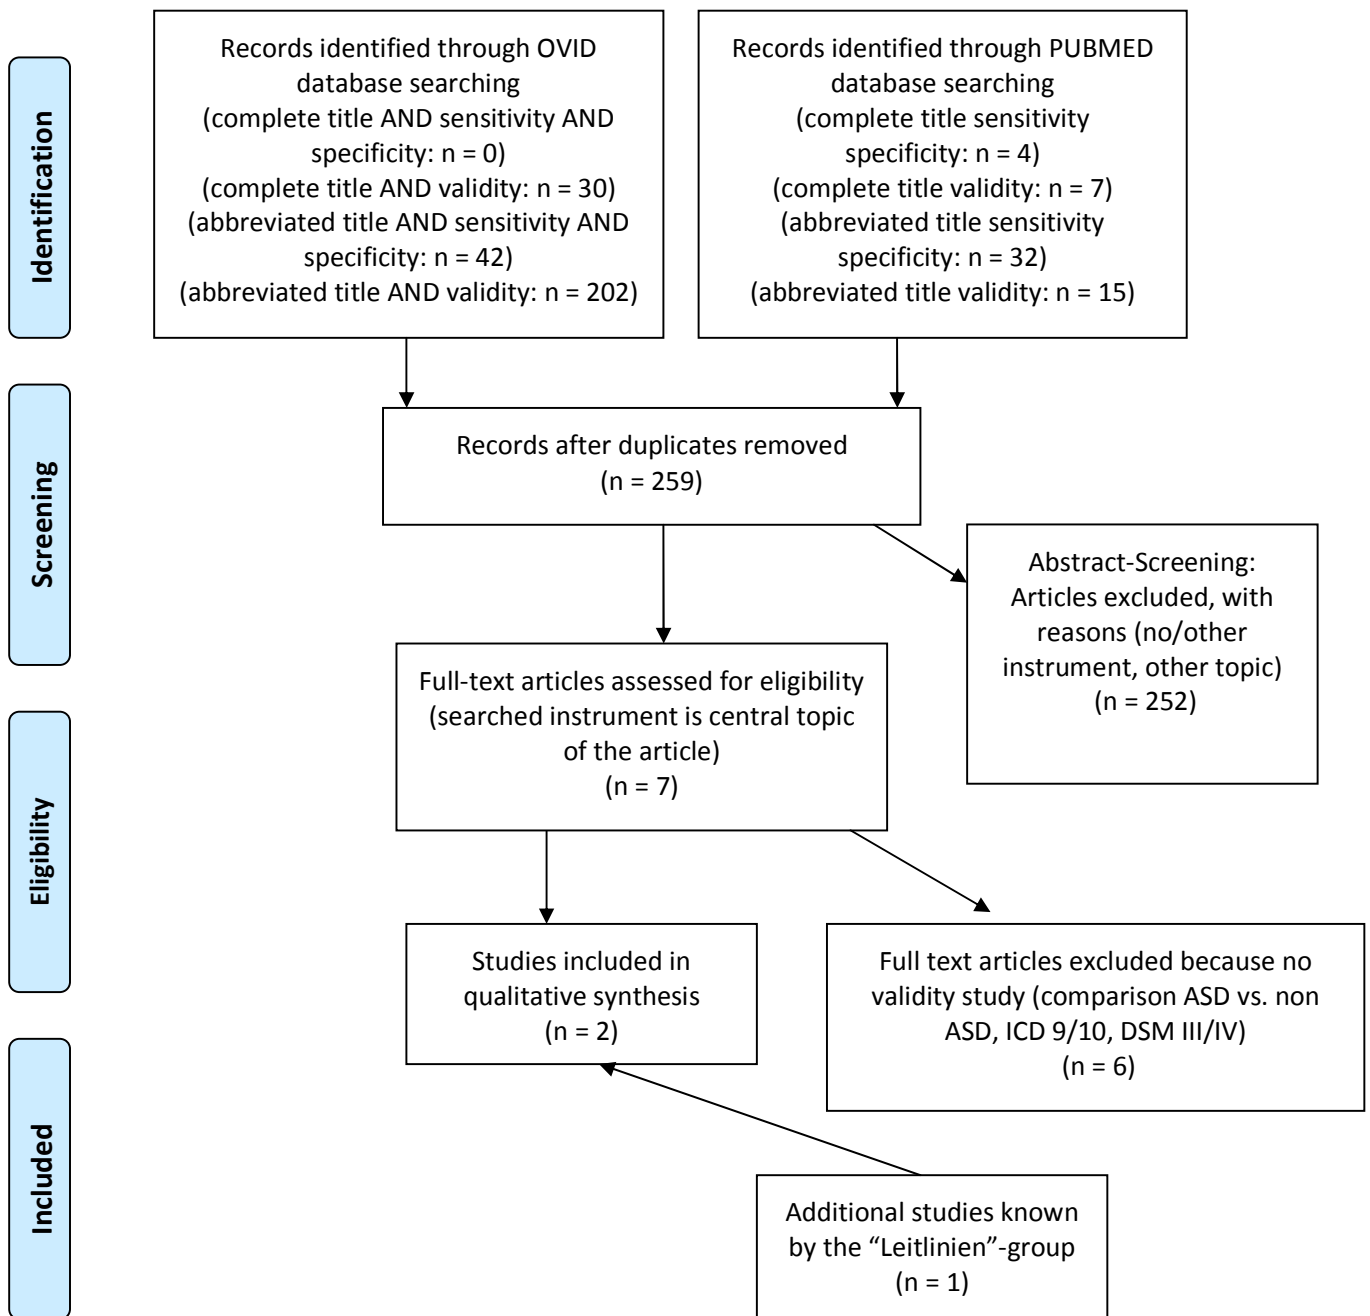 Identification
Records identified through OVID
database searching
(complete title AND sensitivity AND
specificity: n = 0)
(complete title AND validity: n = 30)
(abbreviated title AND sensitivity AND
specificity: n = 42)
(abbreviated title AND validity: n = 202)
Records identified through PUBMED
database searching
(complete title sensitivity
specificity: n = 4)
(complete title validity: n = 7)
(abbreviated title sensitivity
specificity: n = 32)
(abbreviated title validity: n = 15)
Screening
Records after duplicates removed
(n = 259)
Abstract-Screening:
Articles excluded, with
reasons (no/other
instrument, other topic)
(n = 252)
Full-text articles assessed for eligibility
(searched instrument is central topic
of the article)
(n = 7)
Eligibility
Studies included in
qualitative synthesis
(n = 2)
Full text articles excluded because no
validity study (comparison ASD vs. non
ASD, ICD 9/10, DSM III/IV)
(n = 6)
Included
Additional studies known
by the “Leitlinien”-group
(n = 1)